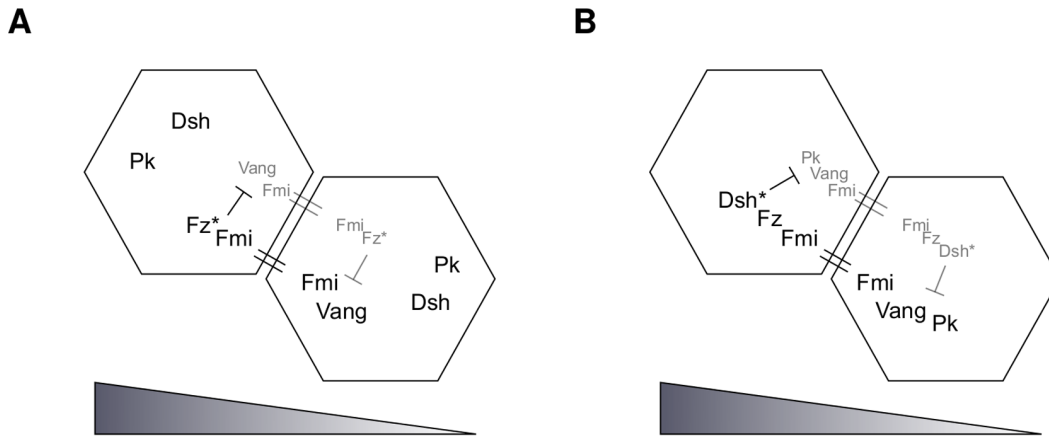 A
Dsh
Pk
Vang
Fmi
Fz*
Fmi
Fmi
Fz*
Pk
Fmi
Dsh
Vang
B
Pk
Vang
Fmi
Dsh*
Fz
Fmi
Fmi
Fz
Dsh*
Fmi
Vang
Pk